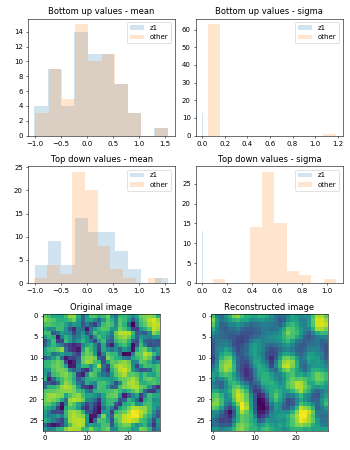 Bottom up values - mean
z1
other
14
12
10
8
6
4
2
0
−1.0 −0.5 0.0 0.5 1.0 1.5
Bottom up values - sigma
z1
other
60
50
40
30
20
10
0
0.0 0.2 0.4 0.6 0.8 1.0 1.2
Top down values - mean
z1
other
25
20
15
10
5
0
−1.0 −0.5 0.0 0.5 1.0 1.5
Top down values - sigma
z1
other
25
20
15
10
5
0
0.0 0.2 0.4 0.6 0.8 1.0
Original image
0
5
10
15
20
25
0 10 20
Reconstructed image
0
5
10
15
20
25
0 10 20